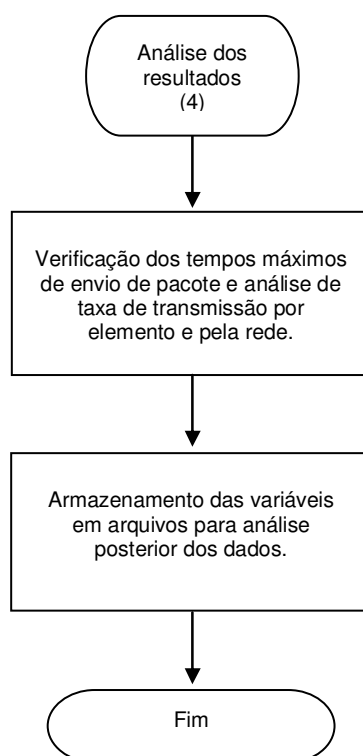 Análise dos
resultados
(4)
Verificação dos tempos máximos
de envio de pacote e análise de
taxa de transmissão por
elemento e pela rede.
Armazenamento das variáveis
em arquivos para análise
posterior dos dados.
Fim